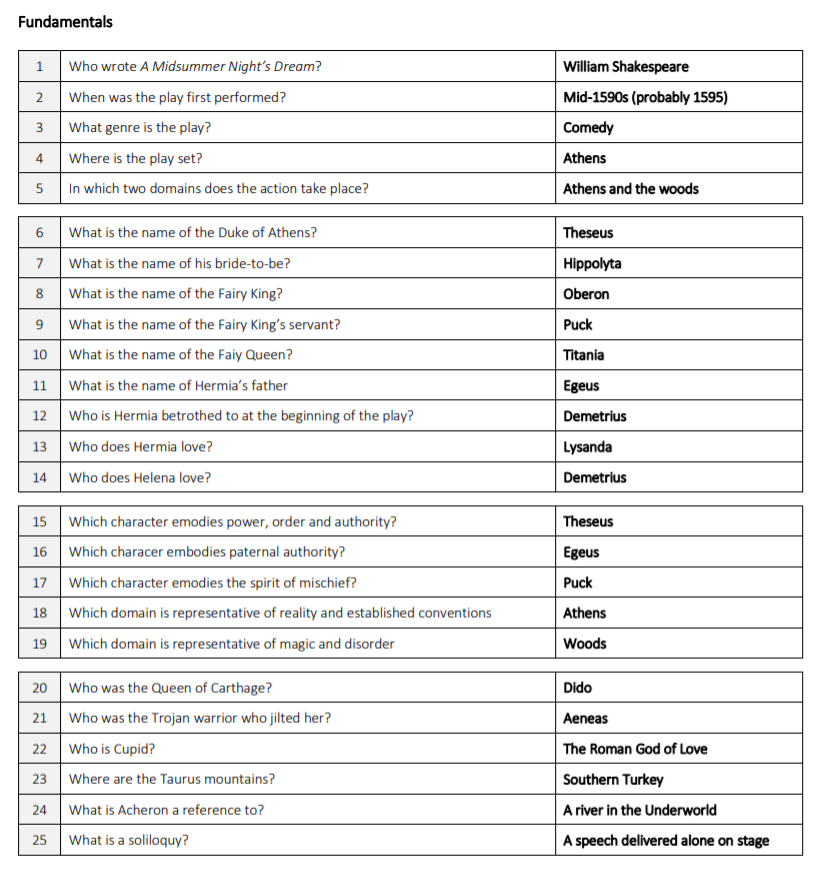 Fundamentals
1 Who wrote A Midsummer Night's Dream? William Shakespeare
2 When was the play first performed? Mid-1590s (probably 1595)
3 What genre is the play? Comedy
4 Where is the play set? Athens
5 In which two domains does the action take place? Athens and the woods
6 What is the name of the Duke of Athens? Theseus
7 What is the name of his bride-to-be? Hippolyta
8 What is the name of the Fairy King? Oberon
9 What is the name of the Fairy King's servant? Puck
10 What is the name of the Faiy Queen? Titania
11 What is the name of Hermia's father Egeus
12 Who is Hermia betrothed to at the beginning of the play? Demetrius
13 Who does Hermia love? Lysanda
14 Who does Helena love? Demetrius
15 Which character emodies power, order and authority? Theseus
16 Which characer embodies paternal authority? Egeus
17 Which character emodies the spirit of mischief? Puck
18 Which domain is representative of reality and established conventions Athens
19 Which domain is representative of magic and disorder Woods
20 Who was the Queen of Carthage? Dido
21 Who was the Trojan warrior who jilted her? Aeneas
22 Who is Cupid? The Roman God of Love
23 Where are the Taurus mountains? Southern Turkey
24 What is Acheron a reference to? A river in the Underworld
25 What is a soliloquy? A speech delivered alone on stage